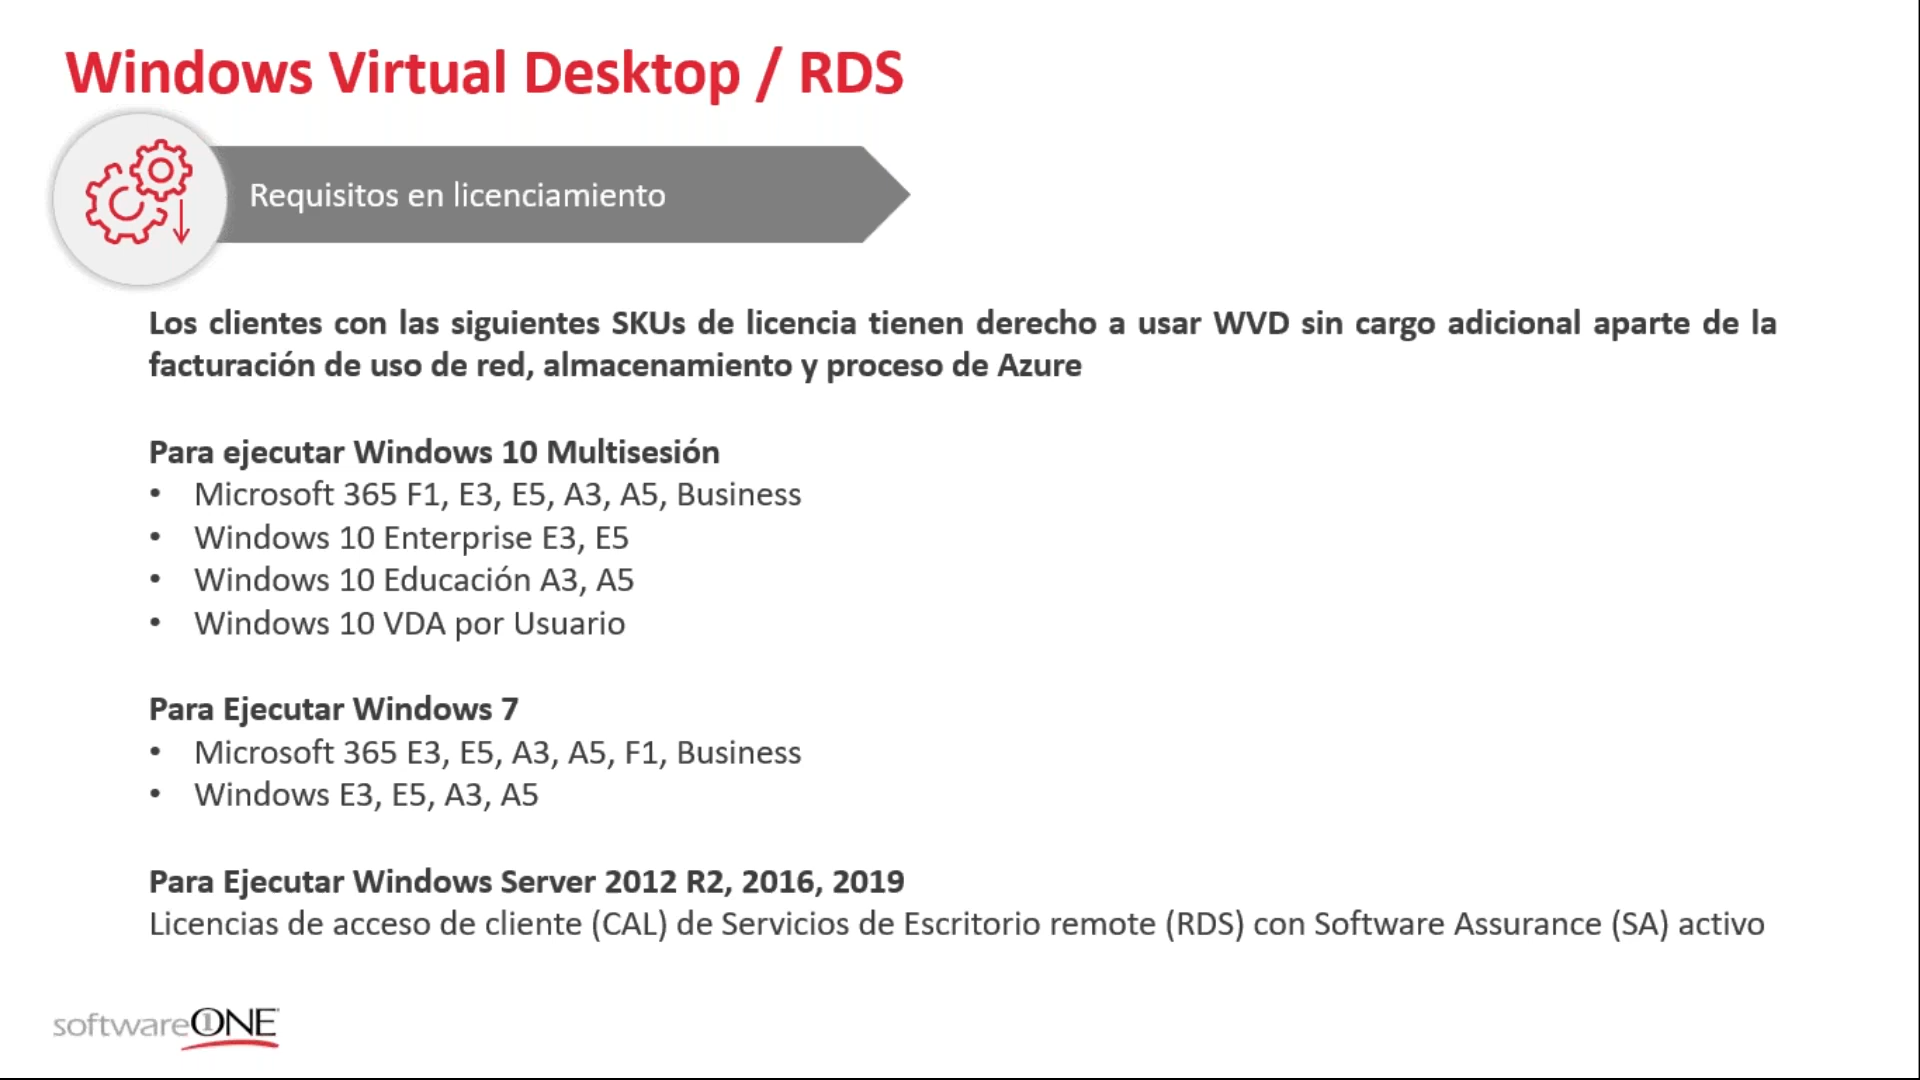 Windows Virtual Desktop / RDS
Requisitos en licenciamiento
Los clientes con las siguientes SKUs de licencia tienen derecho a usar WVD sin cargo adicional aparte de la
facturación de uso de red, almacenamiento y proceso de Azure
Para ejecutar Windows 10 Multisesión
• Microsoft 365 F1, E3, E5, A3, A5, Business
• Windows 10 Enterprise E3, E5
• Windows 10 Educación A3, A5
• Windows 10 VDA por Usuario
Para Ejecutar Windows 7
• Microsoft 365 E3, E5, A3, A5, F1, Business
• Windows E3, E5, A3, A5
Para Ejecutar Windows Server 2012 R2, 2016, 2019
Licencias de acceso de cliente (CAL) de Servicios de Escritorio remote (RDS) con Software Assurance (SA) activo
softwareONE